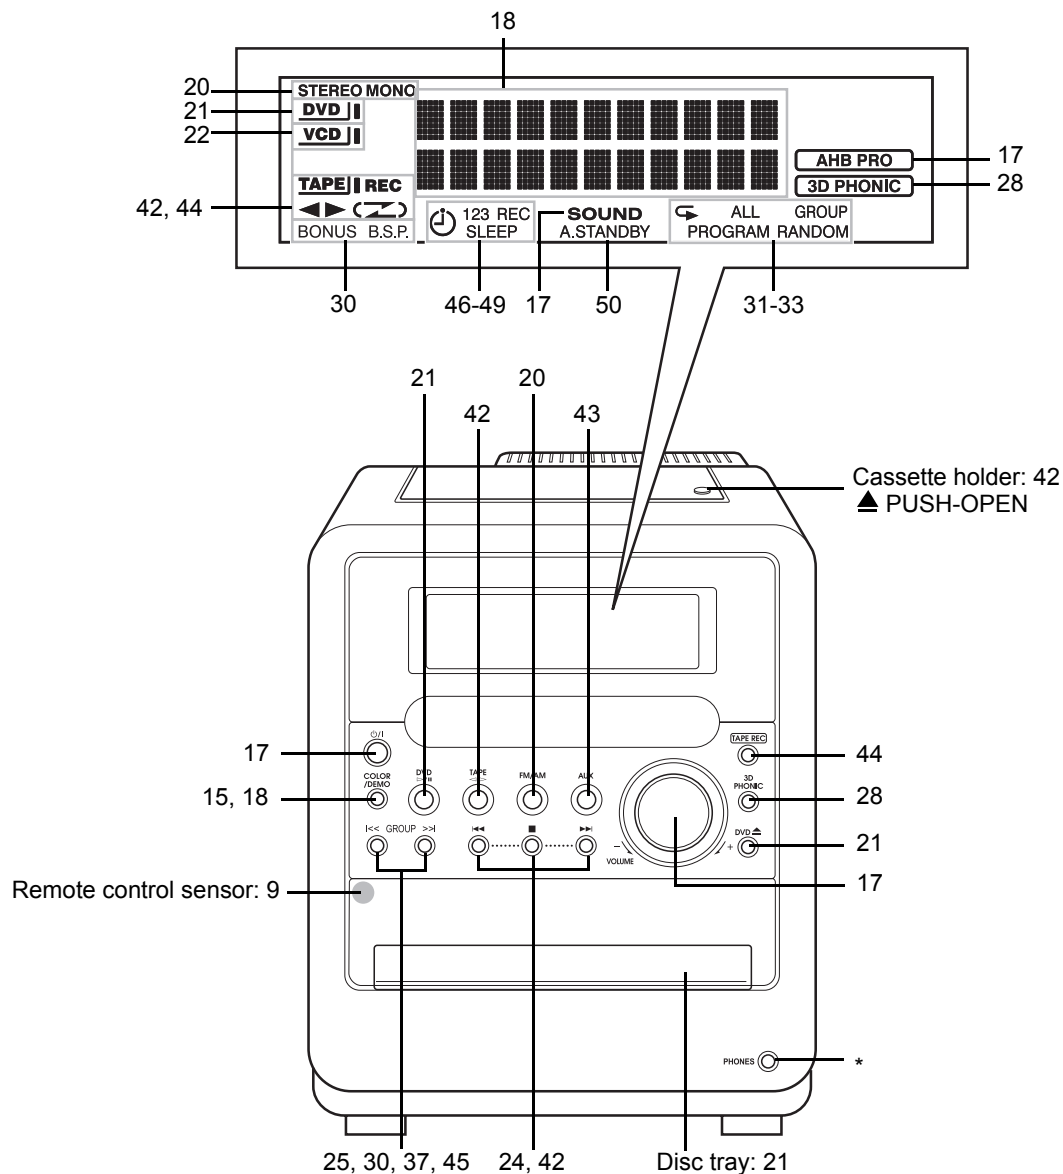 18
20
STEREO MONO
21
DVD
22
VCD
AHB PRO
17
TAPE REC
3D PHONIC
28
42, 44
123 REC
SOUND
ALL GROUP
BONUS B.S.P.
SLEEP
A.STANDBY
PROGRAM RANDOM
17
30
46-49
50
31-33
21
20
42
43
Cassette holder: 42
▲ PUSH-OPEN
17
⏻/I
TAPE REC
44
15, 18
COLOR
/DEMO
DVD
TAPE
FM/AM
AUX
3D
PHONIC
28
I<< GROUP >>I
I◀◀
■
▶▶I
– VOLUME +
DVD ▲
21
17
Remote control sensor: 9
PHONES
*
25, 30, 37, 45
24, 42
Disc tray: 21